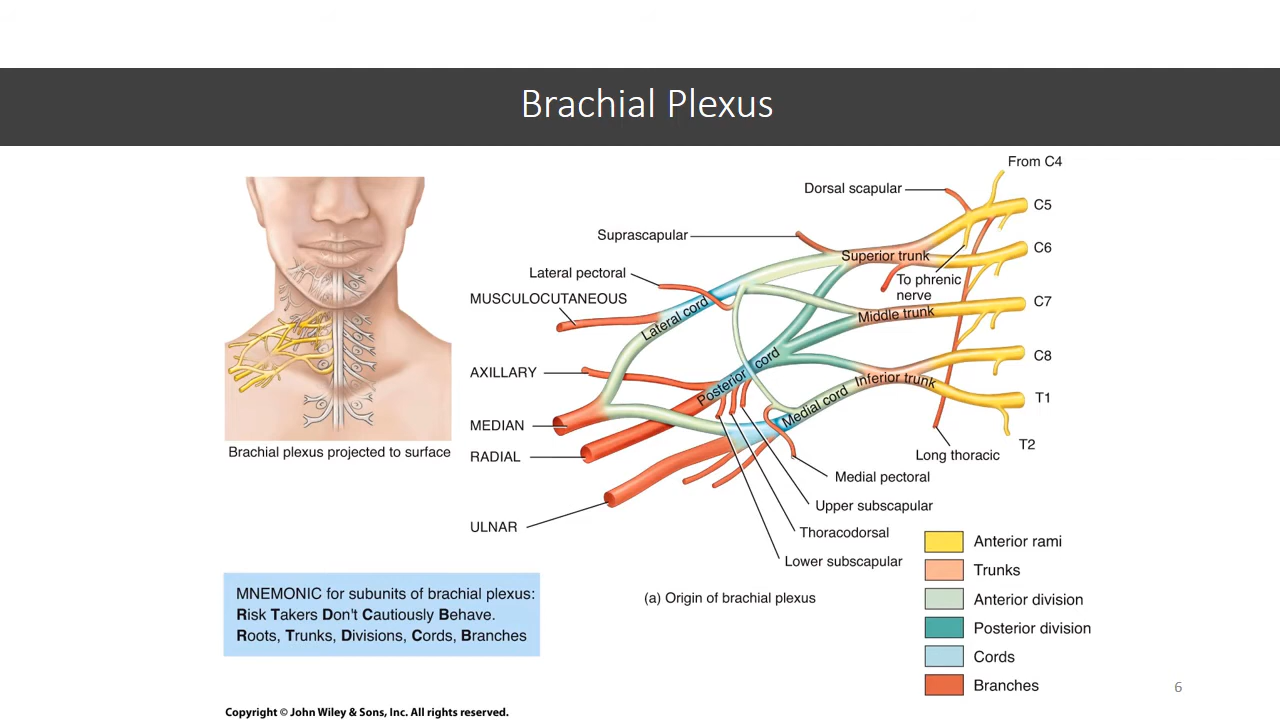 Brachial Plexus
From C4
Dorsal scapular
C5
Suprascapular
C6
Superior trunk
Lateral pectoral
To phrenic
nerve
MUSCULOCUTANEOUS
C7
Lateral cord
Middle trunk
C8
Posterior cord
AXILLARY
Inferior trunk
Medial cord
T1
MEDIAN
T2
RADIAL
Long thoracic
Brachial plexus projected to surface
Medial pectoral
Upper subscapular
ULNAR
Thoracodorsal
Lower subscapular
(a) Origin of brachial plexus
Anterior rami
Trunks
Anterior division
Posterior division
Cords
Branches
MNEMONIC for subunits of brachial plexus:
Risk Takers Don't Cautiously Behave.
Roots, Trunks, Divisions, Cords, Branches
6
Copyright © John Wiley & Sons, Inc. All rights reserved.